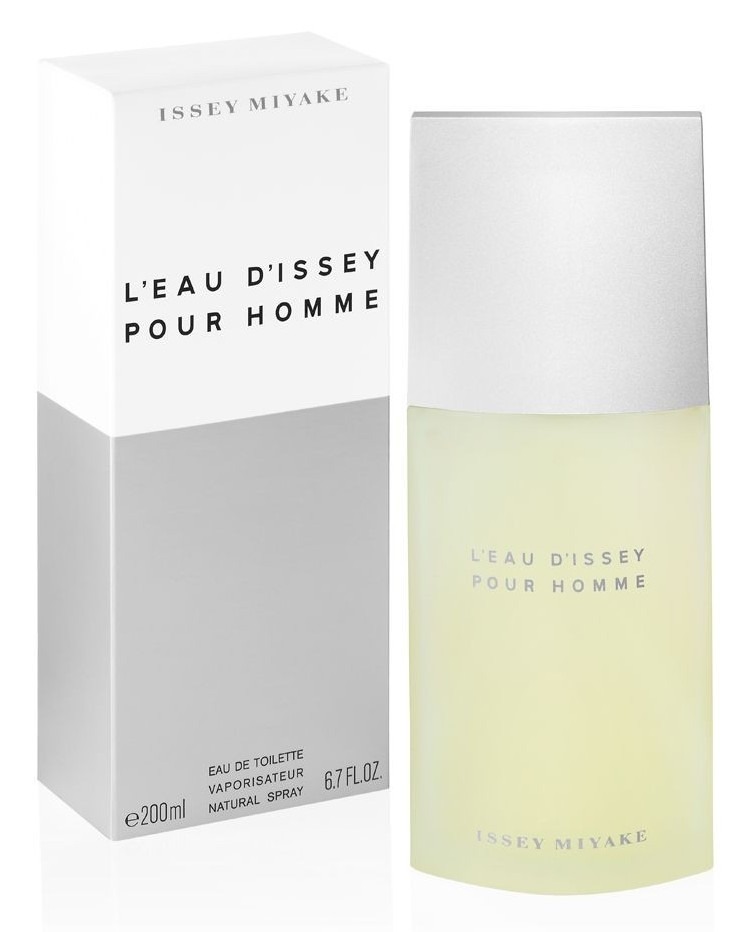 ISSEY MIYAKE
L'EAU D'ISSEY
POUR HOMME
EAU DE TOILETTE
VAPORISATEUR
NATURAL SPRAY
℮200ml
6.7 FL.OZ.
L'EAU D'ISSEY
POUR HOMME
ISSEY MIYAKE